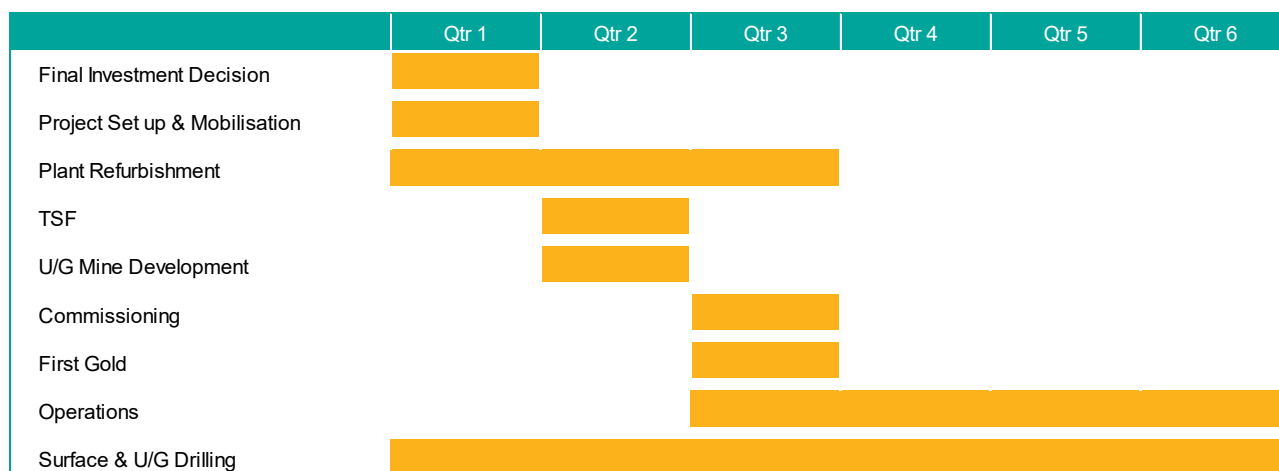 Qtr 1 Qtr 2 Qtr 3 Qtr 4 Qtr 5 Qtr 6
Final Investment Decision
Project Set up & Mobilisation
Plant Refurbishment
TSF
U/G Mine Development
Commissioning
First Gold
Operations
Surface & U/G Drilling